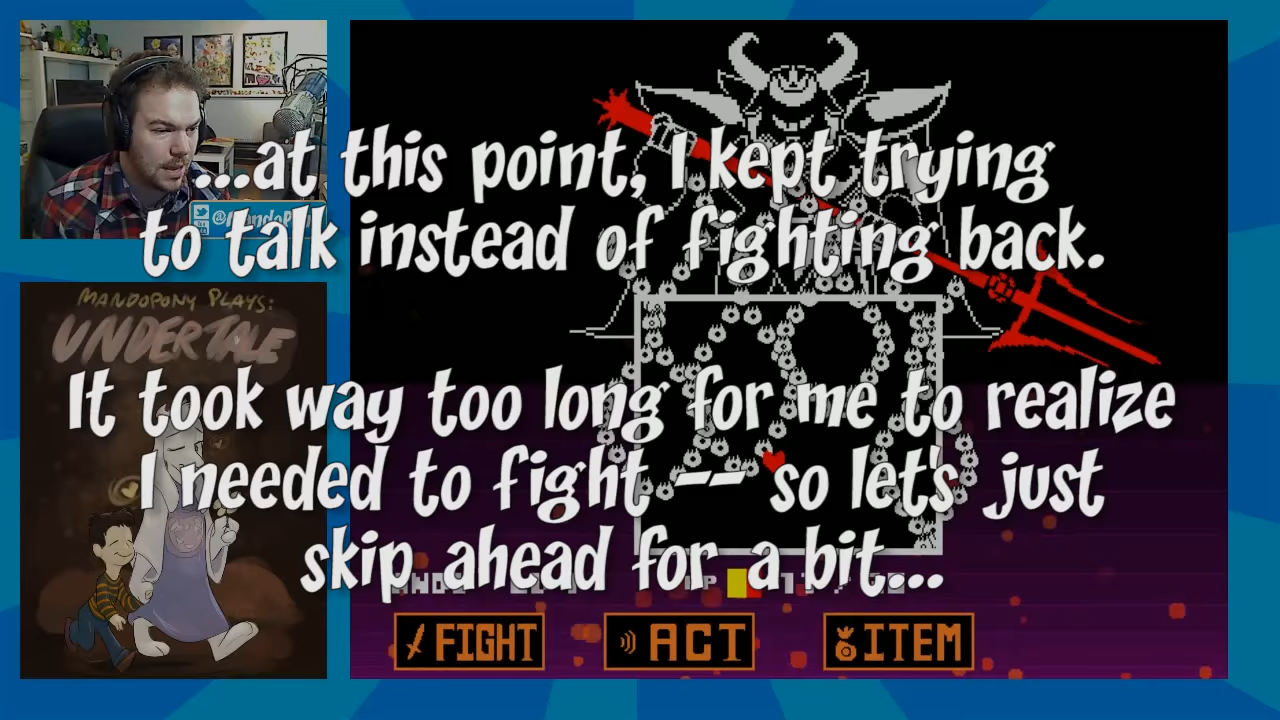 ...at this point, I kept trying
to talk instead of fighting back.
It took way too long for me to realize
I needed to fight -- so let's just
skip ahead for a bit...
MANDOPONY PLAYS:
UNDERTALE
FIGHT
ACT
ITEM